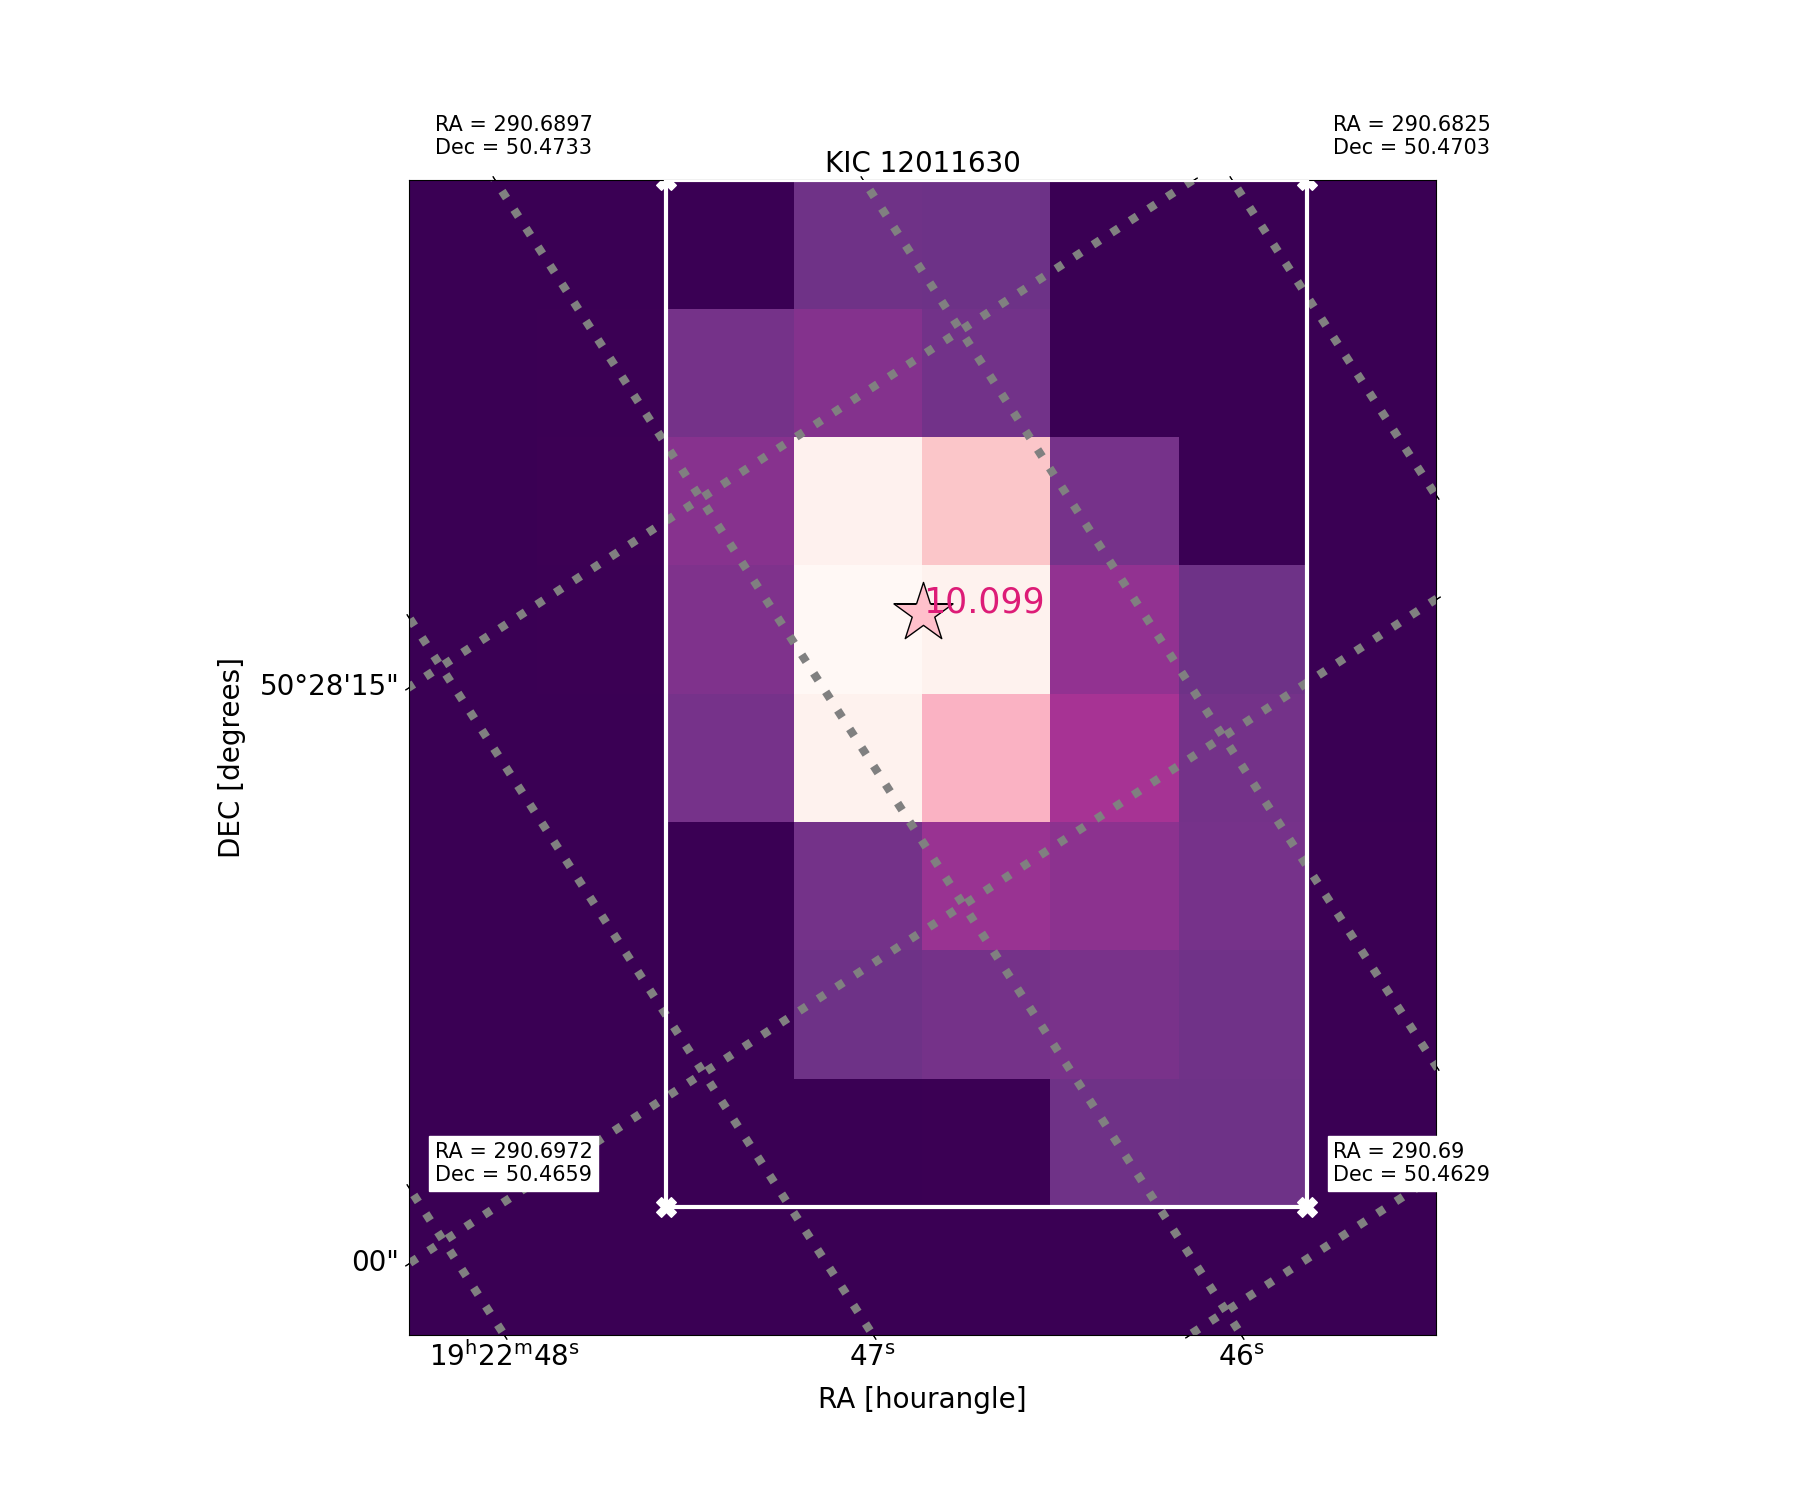 RA = 290.6897
Dec = 50.4733
RA = 290.6825
Dec = 50.4703
KIC 12011630
10.099
DEC [degrees]
50°28'15"
00"
RA = 290.6972
Dec = 50.4659
RA = 290.69
Dec = 50.4629
19ʰ22ᵐ48ˢ
47ˢ
46ˢ
RA [hourangle]